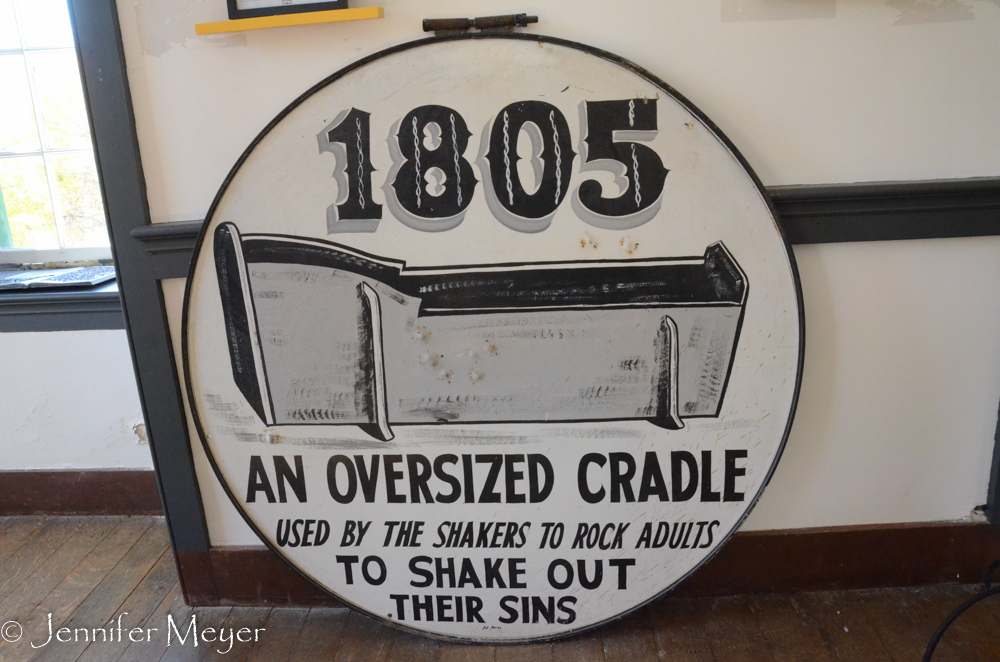 1805
AN OVERSIZED CRADLE
USED BY THE SHAKERS TO ROCK ADULTS
TO SHAKE OUT
THEIR SINS
© Jennifer Meyer